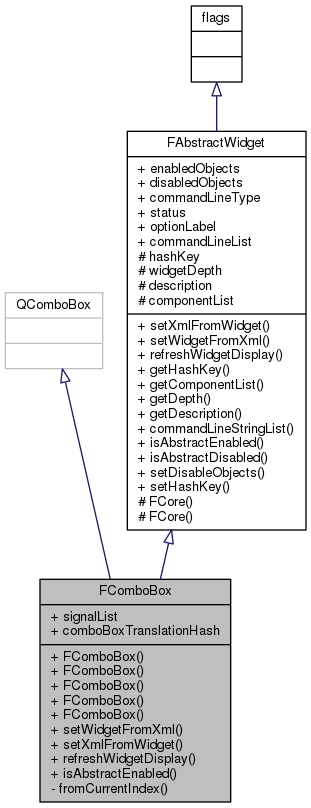 flags
FAbstractWidget
+ enabledObjects
+ disabledObjects
+ commandLineType
+ status
+ optionLabel
+ commandLineList
# hashKey
# widgetDepth
# description
# componentList
+ setXmlFromWidget()
+ setWidgetFromXml()
+ refreshWidgetDisplay()
+ getHashKey()
+ getComponentList()
+ getDepth()
+ getDescription()
+ commandLineStringList()
+ isAbstractEnabled()
+ isAbstractDisabled()
+ setDisableObjects()
+ setHashKey()
# FCore()
# FCore()
QComboBox
FComboBox
+ signalList
+ comboBoxTranslationHash
+ FComboBox()
+ FComboBox()
+ FComboBox()
+ FComboBox()
+ FComboBox()
+ setWidgetFromXml()
+ setXmlFromWidget()
+ refreshWidgetDisplay()
+ isAbstractEnabled()
- fromCurrentIndex()